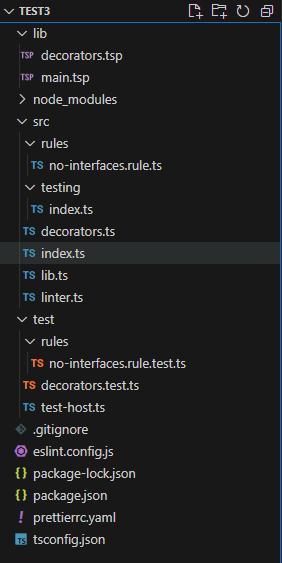 TEST3
lib
TSP decorators.tsp
TSP main.tsp
node_modules
src
rules
TS no-interfaces.rule.ts
testing
TS index.ts
TS decorators.ts
TS index.ts
TS lib.ts
TS linter.ts
test
rules
TS no-interfaces.rule.test.ts
TS decorators.test.ts
TS test-host.ts
.gitignore
eslint.config.js
{} package-lock.json
{} package.json
! prettierrc.yaml
TS tsconfig.json